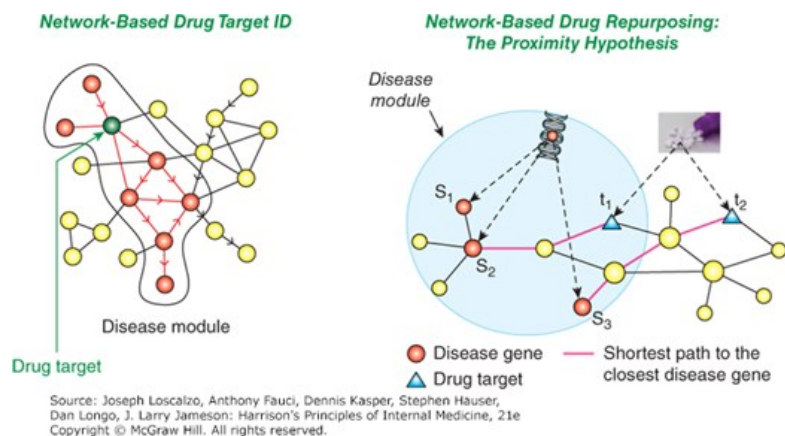 Network-Based Drug Target ID
Disease module
Drug target
Network-Based Drug Repurposing:
The Proximity Hypothesis
Disease
module
S1
S2
S3
t1
t2
Disease gene
Drug target
Shortest path to the
closest disease gene
Source: Joseph Loscalzo, Anthony Fauci, Dennis Kasper, Stephen Hauser,
Dan Longo, J. Larry Jameson: Harrison's Principles of Internal Medicine, 21e
Copyright © McGraw Hill. All rights reserved.